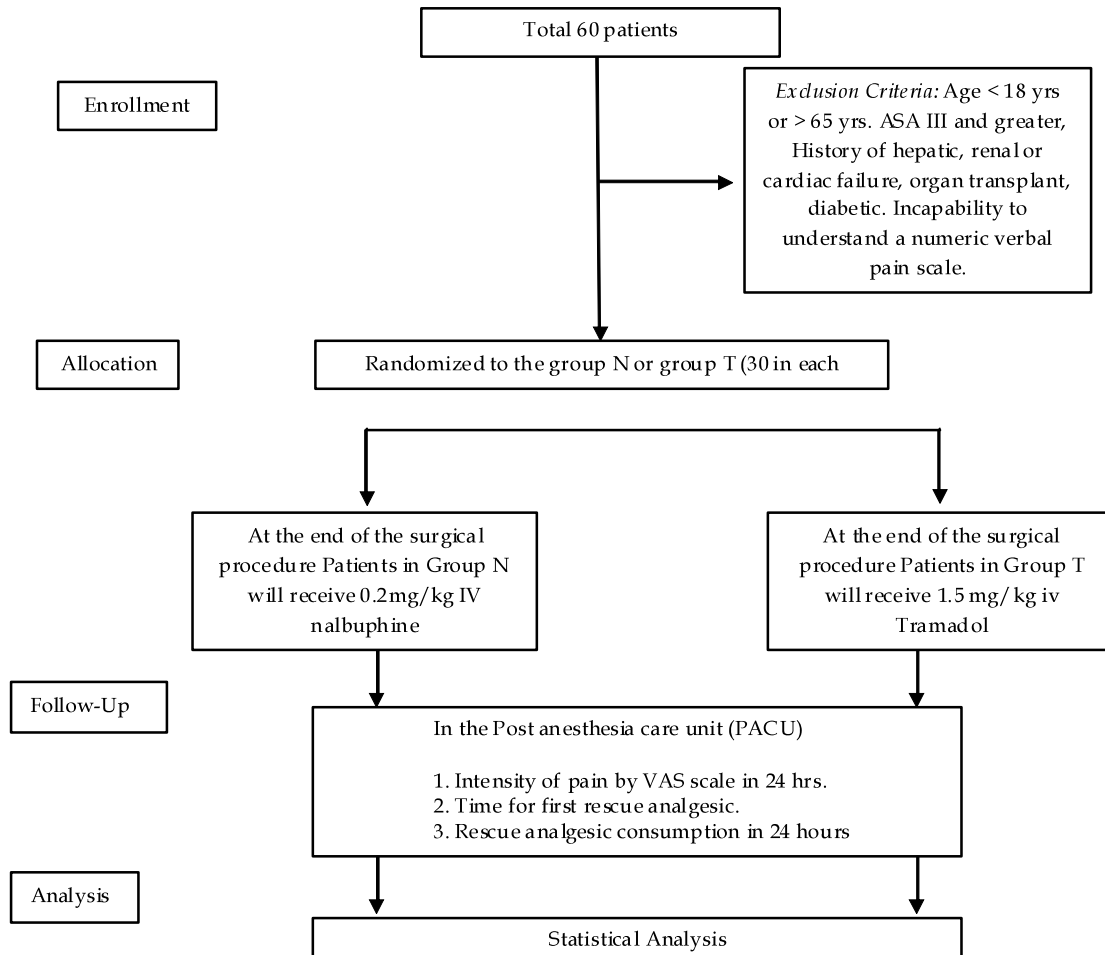 Total 60 patients
Enrollment
Exclusion Criteria: Age < 18 yrs
or > 65 yrs. ASA III and greater,
History of hepatic, renal or
cardiac failure, organ transplant,
diabetic. Incapability to
understand a numeric verbal
pain scale.
Allocation
Randomized to the group N or group T (30 in each
At the end of the surgical
procedure Patients in Group N
will receive 0.2mg/kg IV
nalbuphine
At the end of the surgical
procedure Patients in Group T
will receive 1.5 mg/kg iv
Tramadol
Follow-Up
In the Post anesthesia care unit (PACU)
1. Intensity of pain by VAS scale in 24 hrs.
2. Time for first rescue analgesic.
3. Rescue analgesic consumption in 24 hours
Analysis
Statistical Analysis